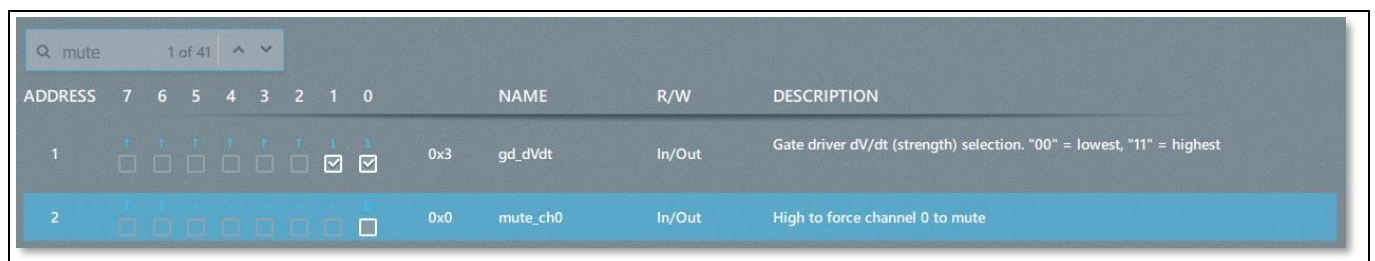 mute 1 of 41
ADDRESS 7 6 5 4 3 2 1 0 NAME R/W DESCRIPTION
1 1 1
1 0x3 gd_dVdt In/Out Gate driver dV/dt (strength) selection. "00" = lowest, "11" = highest
0
2 0x0 mute_ch0 In/Out High to force channel 0 to mute